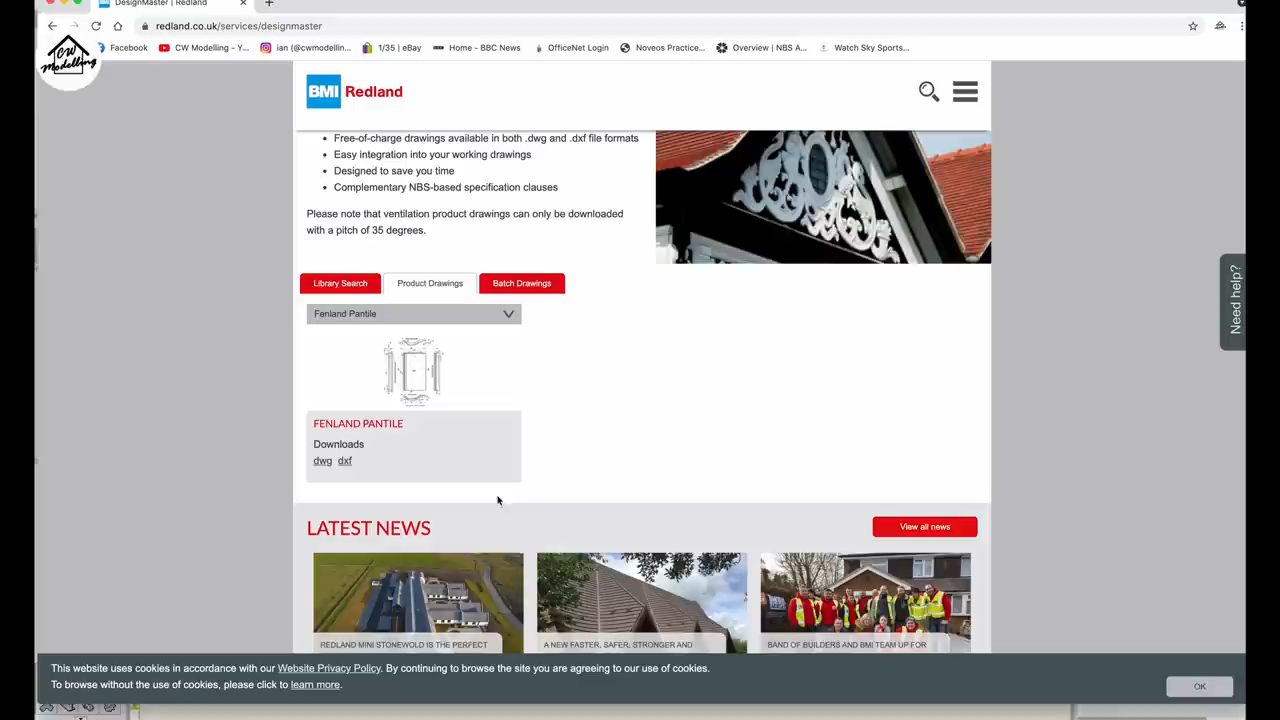 DesignMaster | Redland
redland.co.uk/services/designmaster
CW Modelling
Facebook
CW Modelling - Y...
ian (@cwmodellin...
1/35 | eBay
Home - BBC News
OfficeNet Login
Noveos Practice...
Overview | NBS A...
Watch Sky Sports...
BMI Redland
Free-of-charge drawings available in both .dwg and .dxf file formats
Easy integration into your working drawings
Designed to save you time
Complementary NBS-based specification clauses
Please note that ventilation product drawings can only be downloaded
with a pitch of 35 degrees.
Need help?
Library Search
Product Drawings
Batch Drawings
Fenland Pantile
FENLAND PANTILE
Downloads
dwg dxf
LATEST NEWS
View all news
REDLAND MINI STONEWOLD IS THE PERFECT
A NEW FASTER, SAFER, STRONGER AND
BAND OF BUILDERS AND BMI TEAM UP FOR
This website uses cookies in accordance with our Website Privacy Policy. By continuing to browse the site you are agreeing to our use of cookies.
To browse without the use of cookies, please click to learn more.
OK